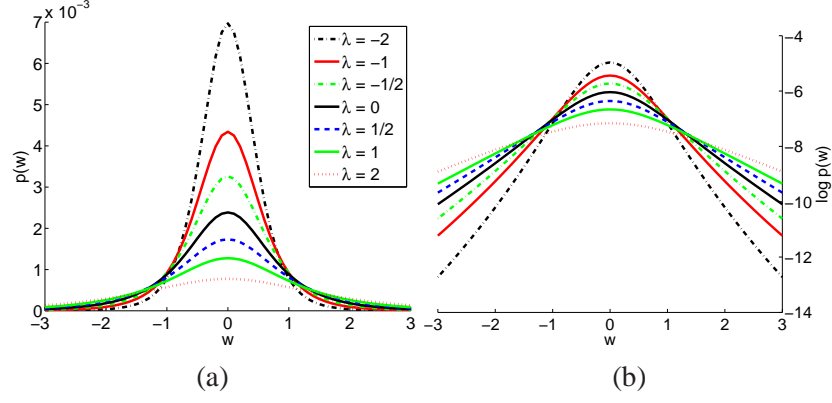 7 x 10⁻³
6
5
4
3
2
1
0
p(w)
−3
−2
−1
0
1
2
3
w
λ = −2
λ = −1
λ = −1/2
λ = 0
λ = 1/2
λ = 1
λ = 2
(a)
−4
−6
−8
−10
−12
−14
log p(w)
−3
−2
−1
0
1
2
3
w
(b)